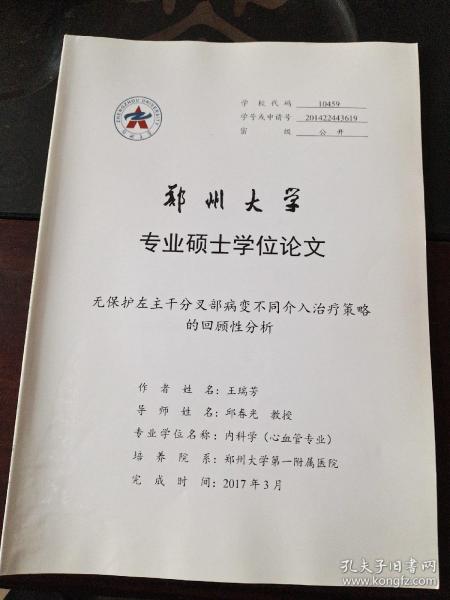 学校代码 10459
学号或申请号 201422443619
密级 公开
ZHENGZHOU UNIVERSITY
郑州大学
专业硕士学位论文
无保护左主干分叉部病变不同介入治疗策略
的回顾性分析
作者姓名：王瑞芳
导师姓名：邱春光 教授
专业学位名称：内科学（心血管专业）
培养院系：郑州大学第一附属医院
完成时间：2017年3月
孔夫子旧书网
www.kongfz.com